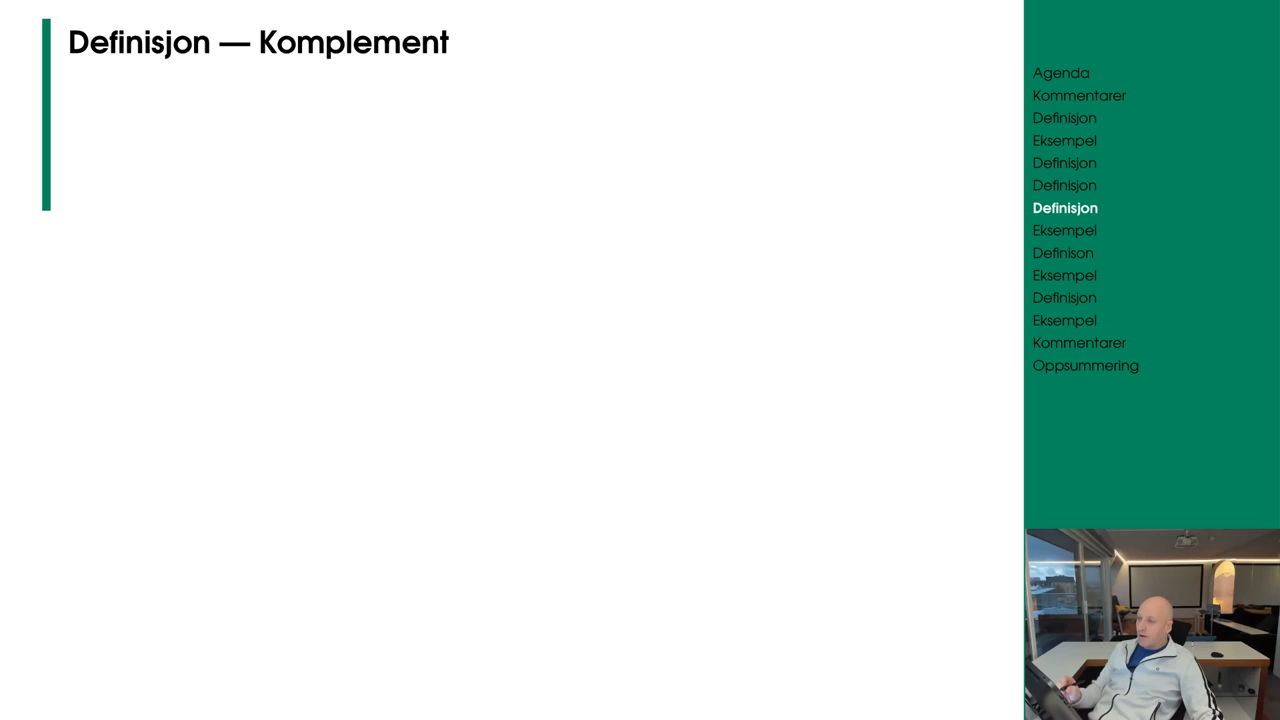 Definisjon — Komplement
Agenda
Kommentarer
Definisjon
Eksempel
Definisjon
Definisjon
Definisjon
Eksempel
Definison
Eksempel
Definisjon
Eksempel
Kommentarer
Oppsummering